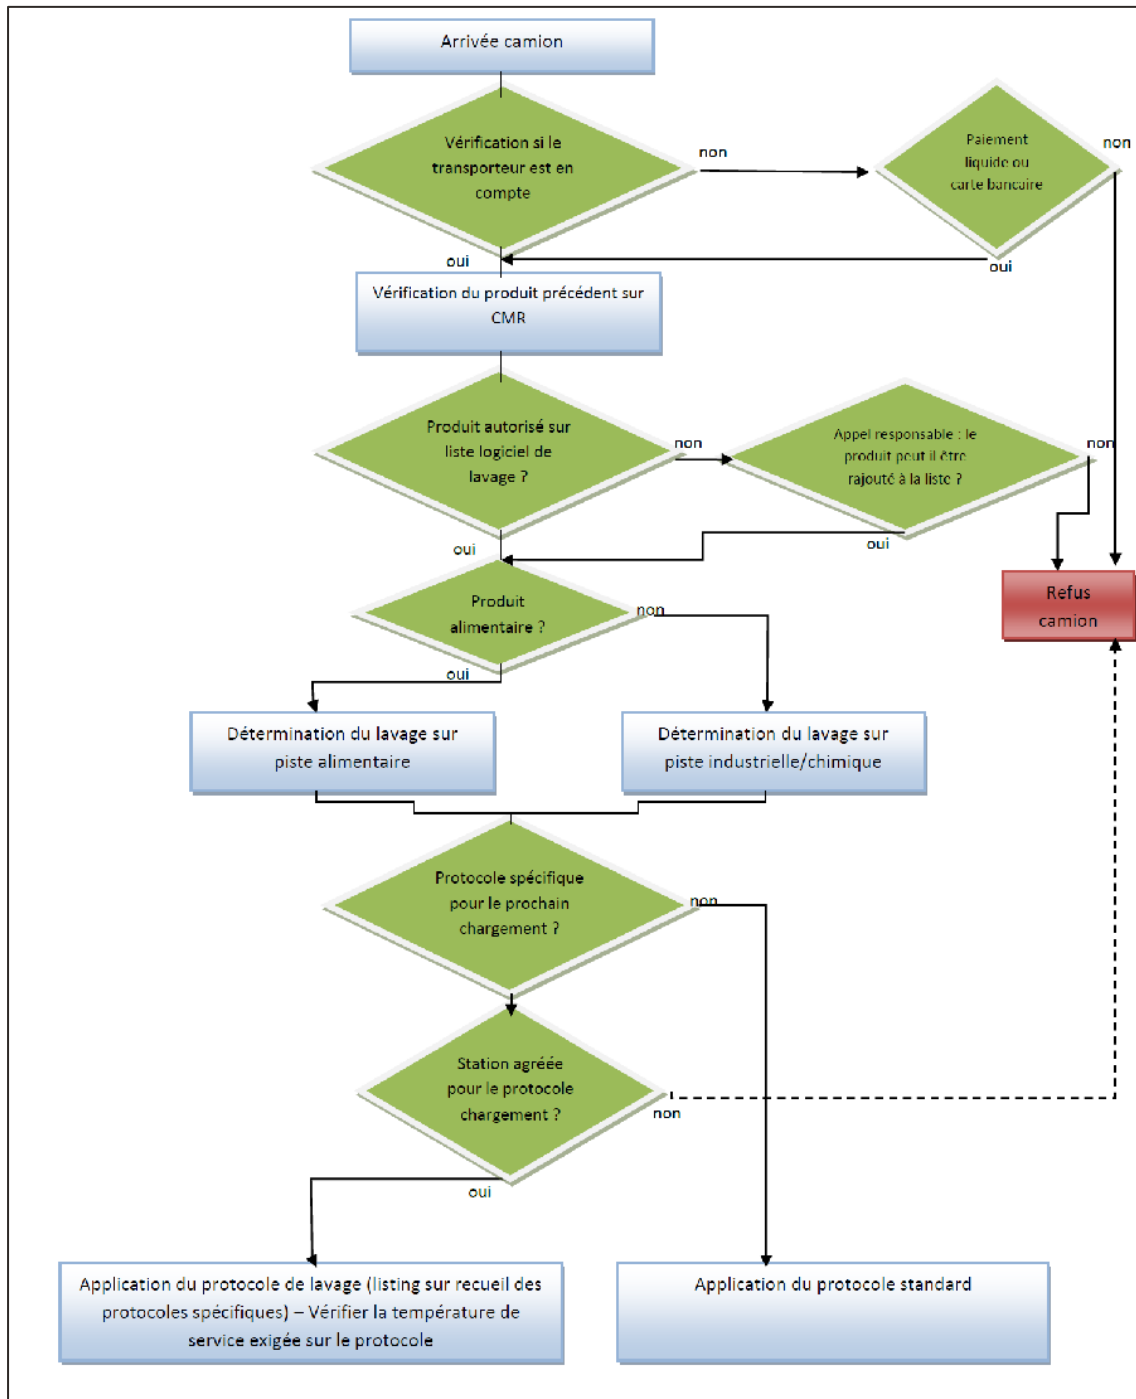 Arrivée camion
Vérification si le
transporteur est en
compte
non
Paiement
liquide ou
carte bancaire
non
oui
oui
Vérification du produit précédent sur
CMR
Produit autorisé sur
liste logiciel de
lavage ?
non
Appel responsable : le
produit peut il être
rajouté à la liste ?
non
oui
oui
Refus
camion
Produit
alimentaire ?
non
oui
Détermination du lavage sur
piste alimentaire
Détermination du lavage sur
piste industrielle/chimique
Protocole spécifique
pour le prochain
chargement ?
non
Station agréée
pour le protocole
chargement ?
non
oui
Application du protocole de lavage (listing sur recueil des
protocoles spécifiques) – Vérifier la température de
service exigée sur le protocole
Application du protocole standard